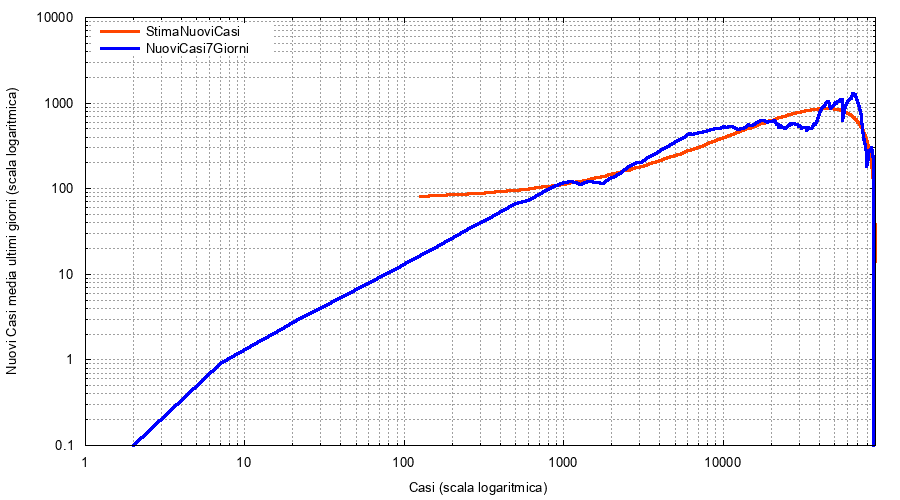 StimaNuoviCasi
NuoviCasi7Giorni
Nuovi Casi media ultimi giorni (scala logaritmica)
10000
1000
100
10
1
0.1
1 10 100 1000 10000
Casi (scala logaritmica)